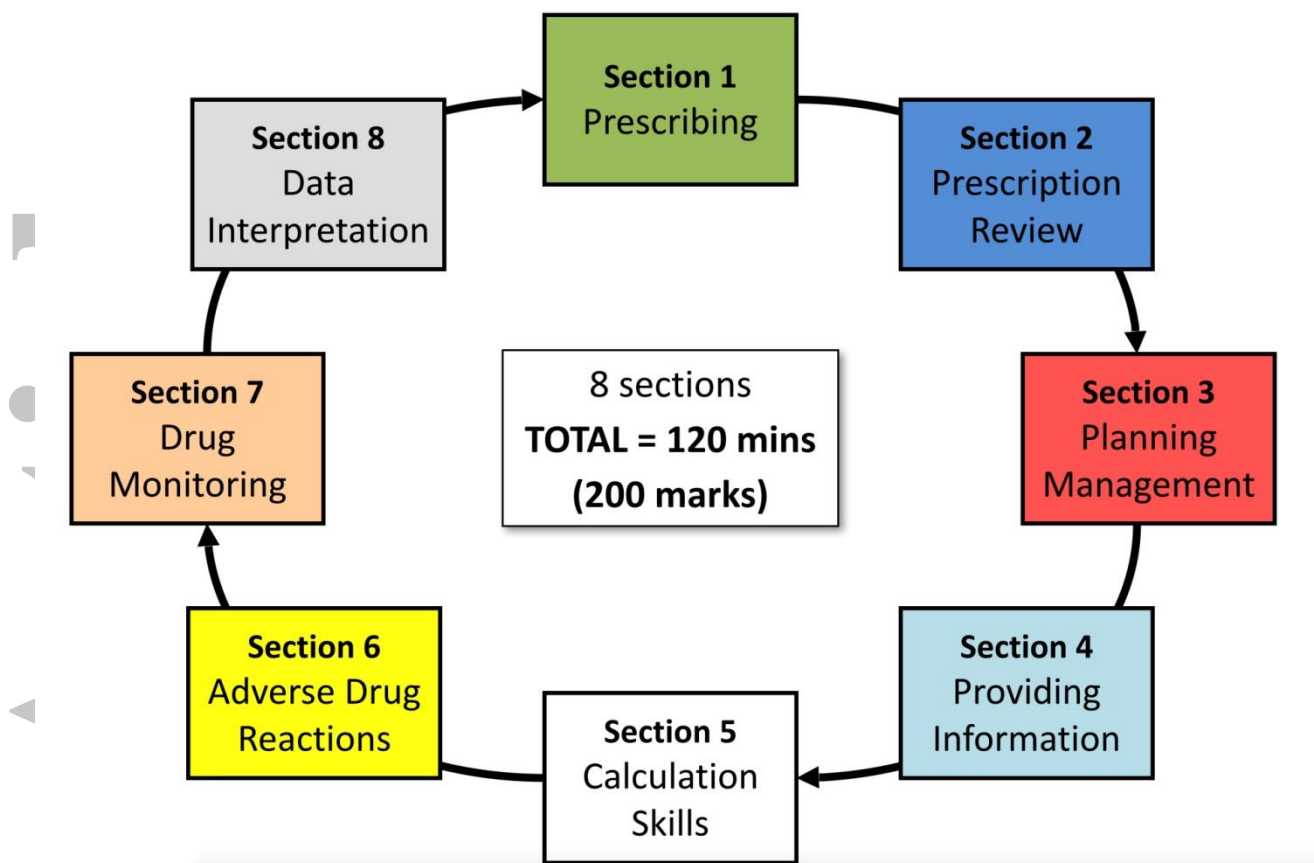 Section 1
Prescribing
Section 2
Prescription
Review
Section 3
Planning
Management
Section 4
Providing
Information
Section 5
Calculation
Skills
Section 6
Adverse Drug
Reactions
Section 7
Drug
Monitoring
Section 8
Data
Interpretation
8 sections
TOTAL = 120 mins
(200 marks)